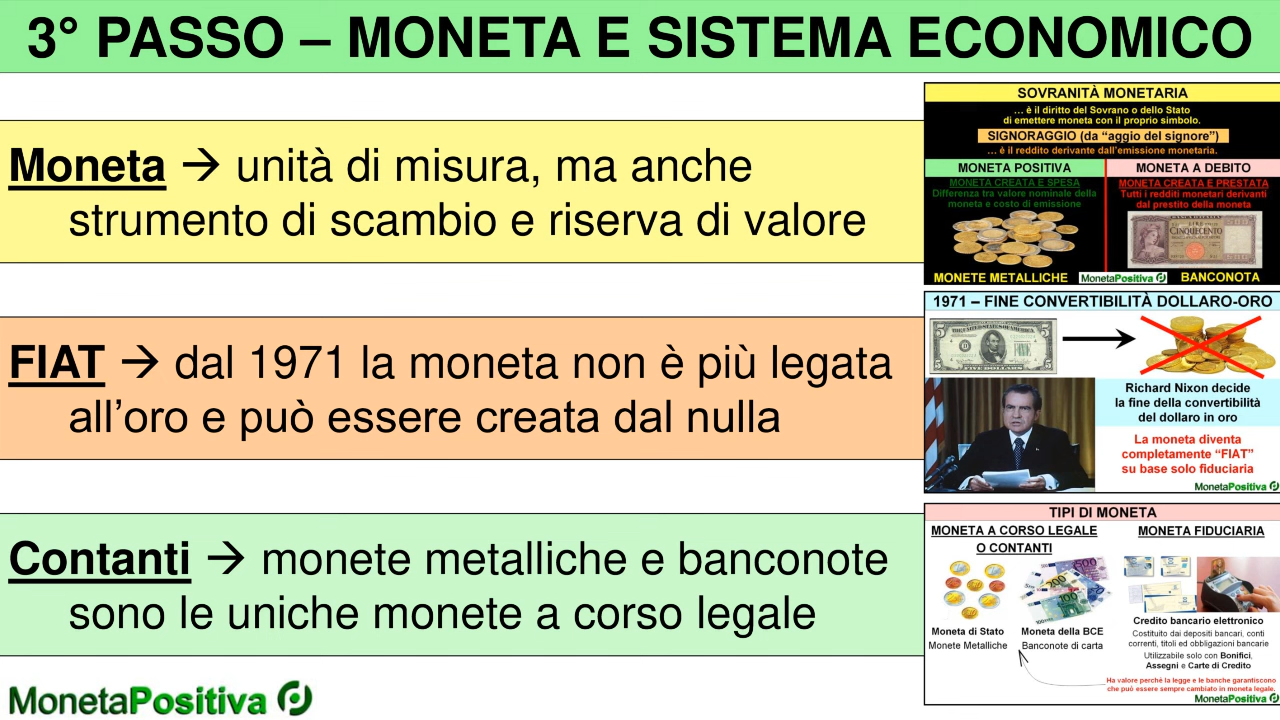 3° PASSO – MONETA E SISTEMA ECONOMICO
Moneta → unità di misura, ma anche
strumento di scambio e riserva di valore
FIAT → dal 1971 la moneta non è più legata
all'oro e può essere creata dal nulla
Contanti → monete metalliche e banconote
sono le uniche monete a corso legale
MonetaPositiva
SOVRANITÀ MONETARIA
... è il diritto del Sovrano o dello Stato
di emettere moneta con il proprio simbolo.
SIGNORAGGIO (da “aggio del signore”)
... è il reddito derivante dall'emissione monetaria.
MONETA POSITIVA
MONETA CREATA E SPESA
Differenza tra valore nominale della
moneta e costo di emissione
MONETE METALLICHE
MONETA A DEBITO
MONETA CREATA E PRESTATA
Tutti i redditi monetari derivanti
dal prestito della moneta
CINQUECENTO
BANCONOTA
MonetaPositiva
1971 – FINE CONVERTIBILITÀ DOLLARO-ORO
FIVE DOLLARS
Richard Nixon decide
la fine della convertibilità
del dollaro in oro
La moneta diventa
completamente “FIAT”
su base solo fiduciaria
MonetaPositiva
TIPI DI MONETA
MONETA A CORSO LEGALE
O CONTANTI
500
200
100
Moneta di Stato
Monete Metalliche
Moneta della BCE
Banconote di carta
MONETA FIDUCIARIA
Credito bancario elettronico
Costituito dai depositi bancari, conti
correnti, titoli ed obbligazioni bancarie
Utilizzabile solo con Bonifici,
Assegni e Carte di Credito
Ha valore perché la legge e le banche garantiscono
che può essere sempre cambiato in moneta legale.
MonetaPositiva